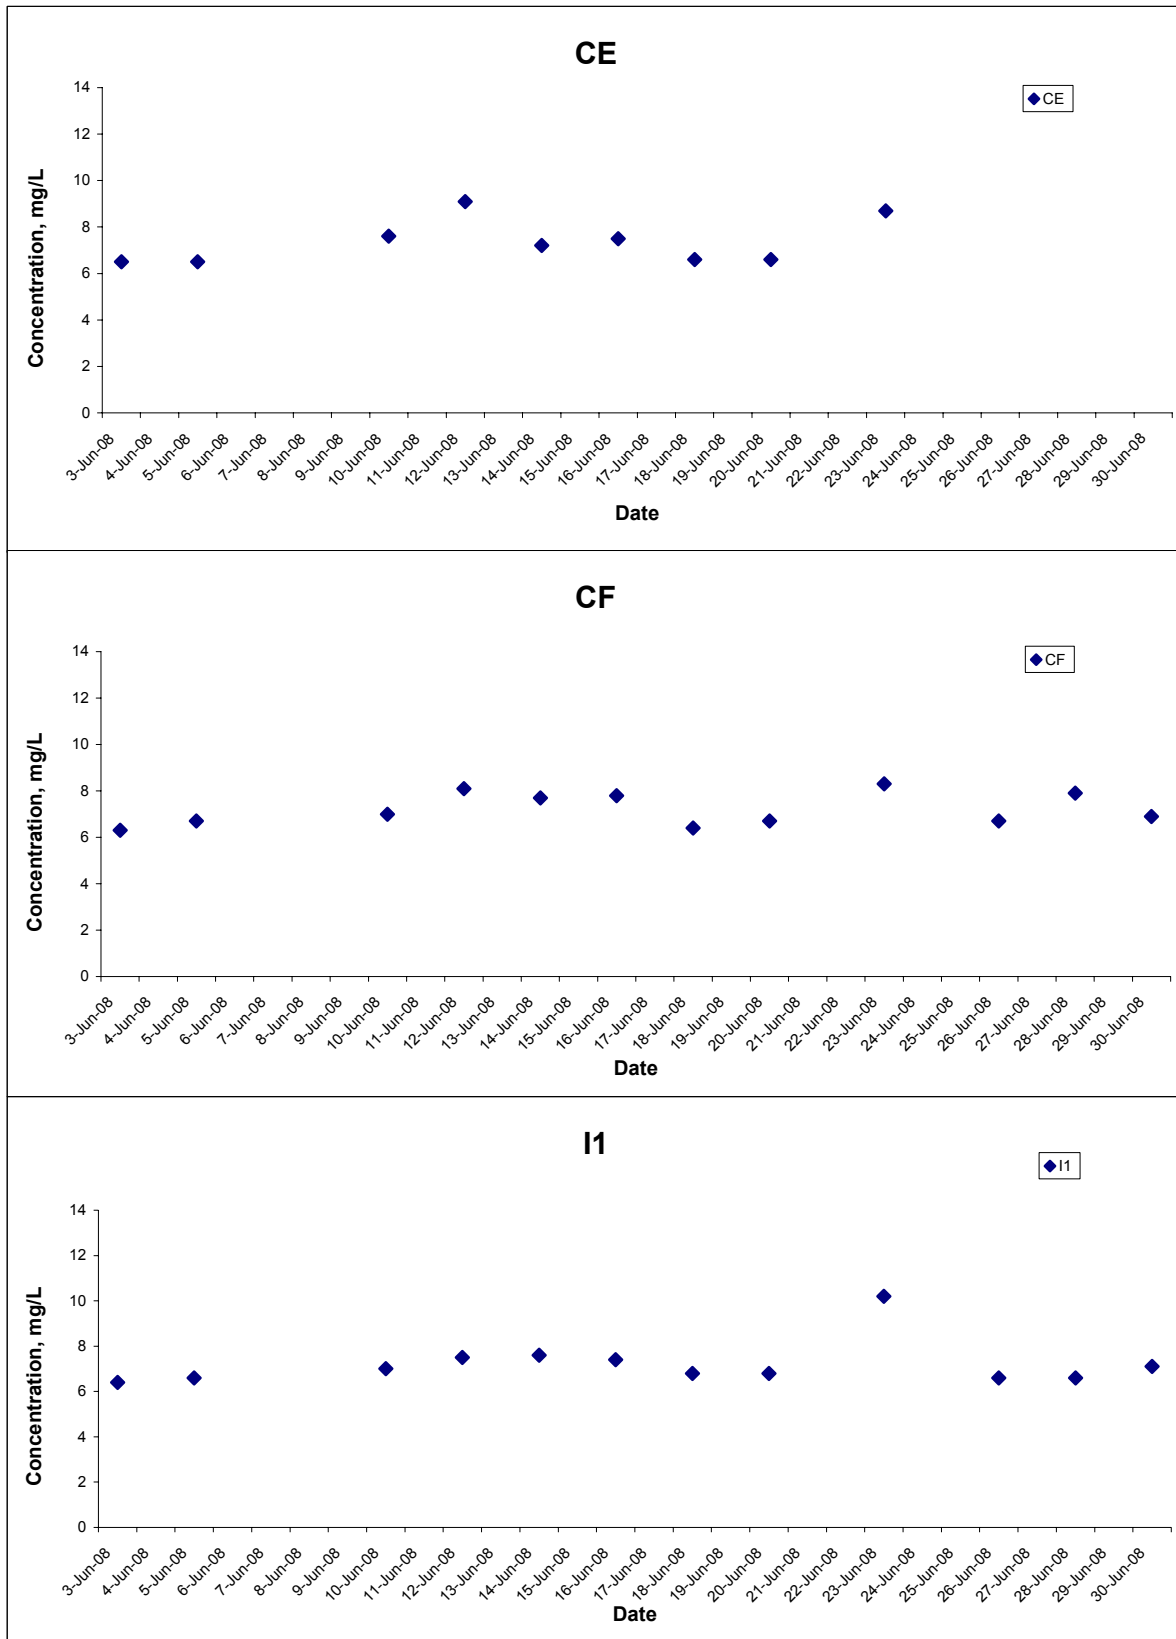 CE
CE
14
12
10
8
6
4
2
0
Concentration, mg/L
3-Jun-08 4-Jun-08 5-Jun-08 6-Jun-08 7-Jun-08 8-Jun-08 9-Jun-08 10-Jun-08 11-Jun-08 12-Jun-08 13-Jun-08 14-Jun-08 15-Jun-08 16-Jun-08 17-Jun-08 18-Jun-08 19-Jun-08 20-Jun-08 21-Jun-08 22-Jun-08 23-Jun-08 24-Jun-08 25-Jun-08 26-Jun-08 27-Jun-08 28-Jun-08 29-Jun-08 30-Jun-08
Date
CF
CF
14
12
10
8
6
4
2
0
Concentration, mg/L
3-Jun-08 4-Jun-08 5-Jun-08 6-Jun-08 7-Jun-08 8-Jun-08 9-Jun-08 10-Jun-08 11-Jun-08 12-Jun-08 13-Jun-08 14-Jun-08 15-Jun-08 16-Jun-08 17-Jun-08 18-Jun-08 19-Jun-08 20-Jun-08 21-Jun-08 22-Jun-08 23-Jun-08 24-Jun-08 25-Jun-08 26-Jun-08 27-Jun-08 28-Jun-08 29-Jun-08 30-Jun-08
Date
I1
I1
14
12
10
8
6
4
2
0
Concentration, mg/L
3-Jun-08 4-Jun-08 5-Jun-08 6-Jun-08 7-Jun-08 8-Jun-08 9-Jun-08 10-Jun-08 11-Jun-08 12-Jun-08 13-Jun-08 14-Jun-08 15-Jun-08 16-Jun-08 17-Jun-08 18-Jun-08 19-Jun-08 20-Jun-08 21-Jun-08 22-Jun-08 23-Jun-08 24-Jun-08 25-Jun-08 26-Jun-08 27-Jun-08 28-Jun-08 29-Jun-08 30-Jun-08
Date